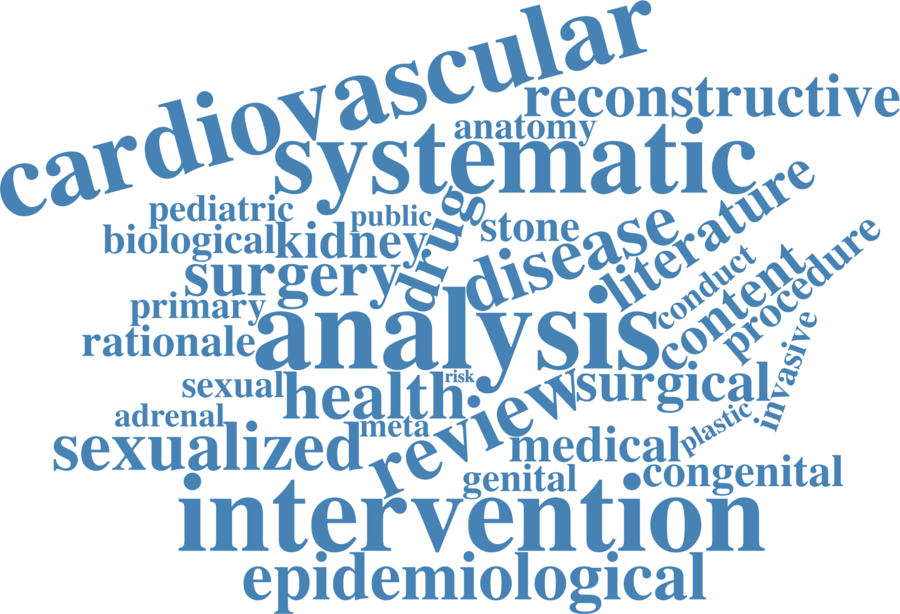 cardiovascular
reconstructive
anatomy
systematic
literature
pediatric
public
drug
stone
disease
biological
kidney
surgery
conduct
content
procedure
primary
analysis
rationale
invasive
sexual
health
risk
review
surgical
adrenal
meta
plastic
sexualized
medical
genital
congenital
intervention
epidemiological